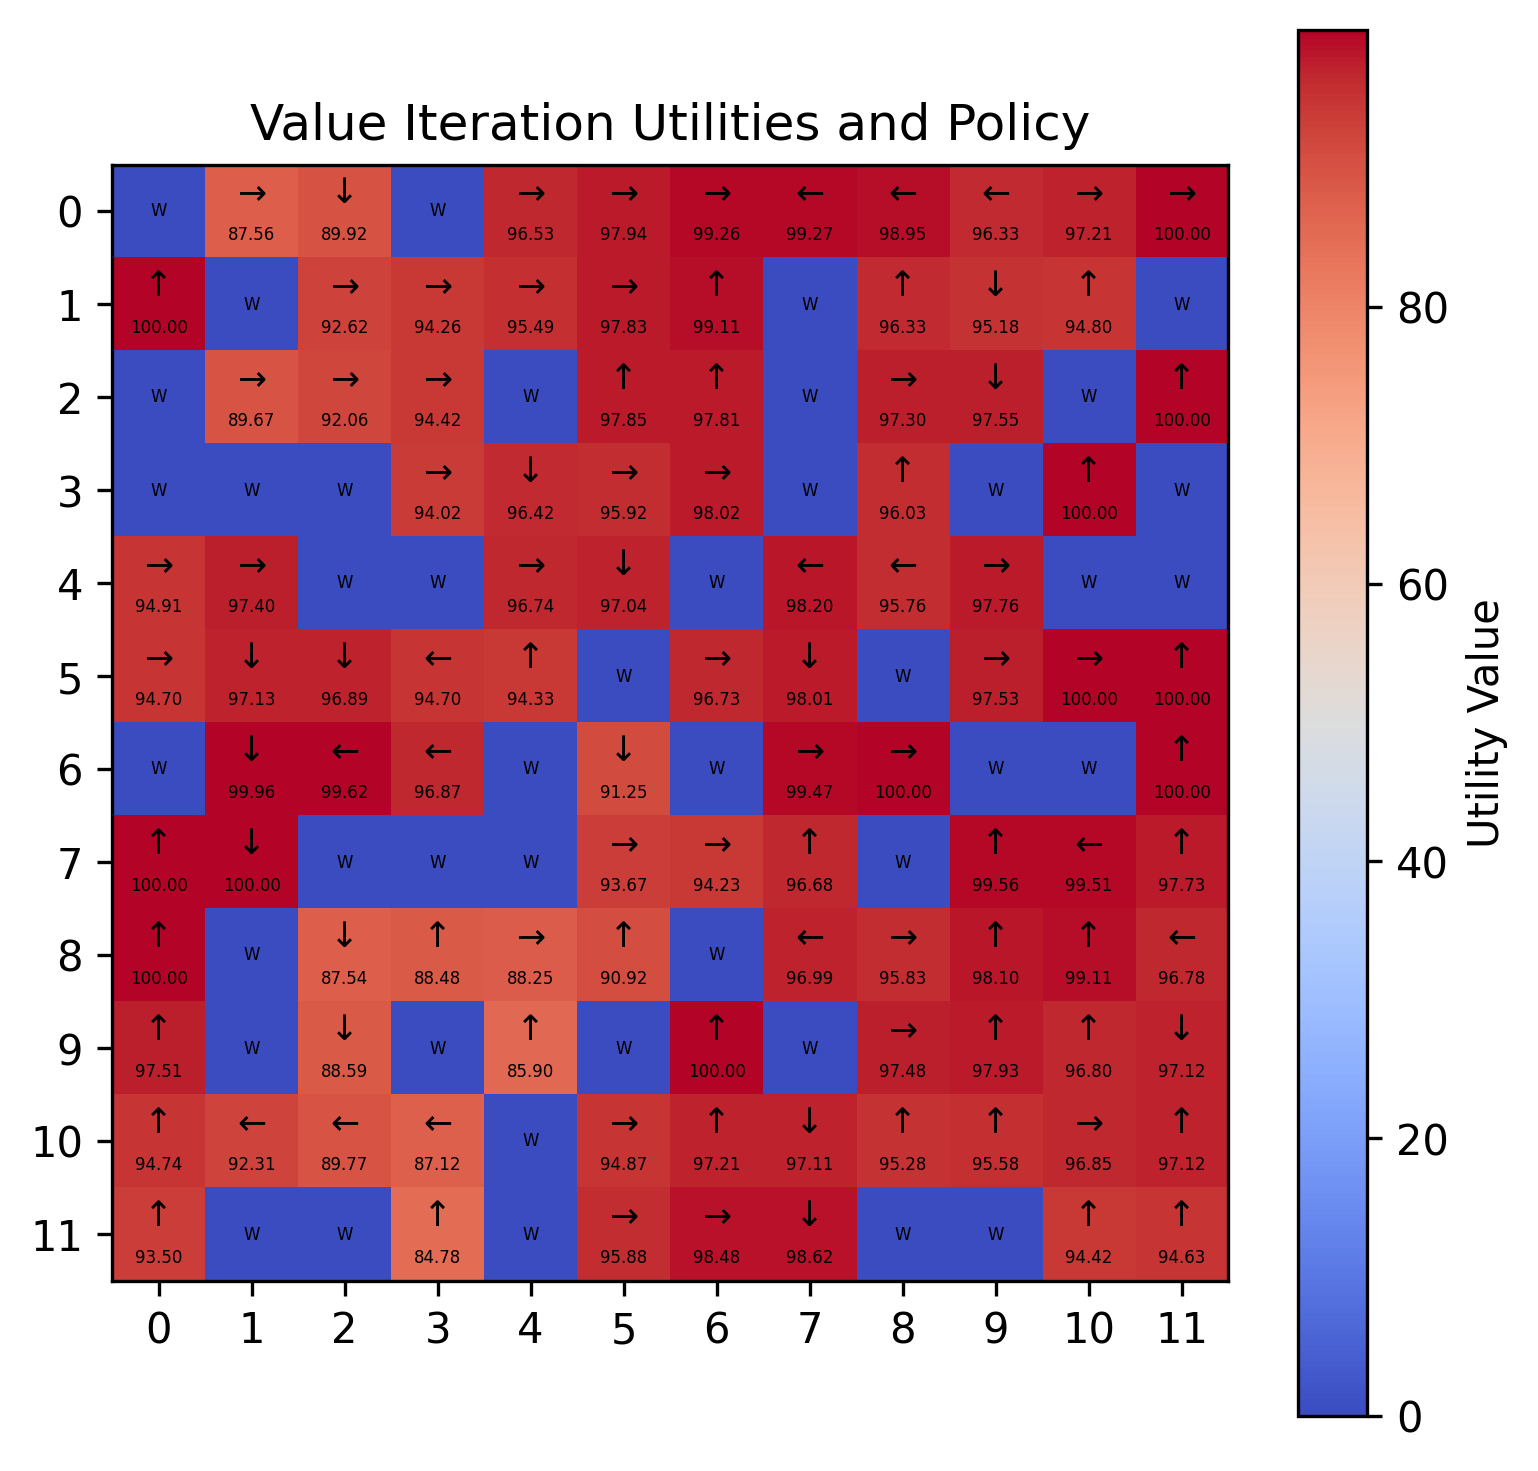 Value Iteration Utilities and Policy
0 W → ↓ W → → → ← ← ← → →
87.56 89.92 96.53 97.94 99.26 99.27 98.95 96.33 97.21 100.00
1 ↑ W → → → → ↑ W ↑ ↓ ↑ W
100.00 92.62 94.26 95.49 97.83 99.11 96.33 95.18 94.80
2 W → → → W ↑ ↑ W → ↓ W ↑
89.67 92.06 94.42 97.85 97.81 97.30 97.55 100.00
3 W W W → ↓ → → W ↑ W ↑ W
94.02 96.42 95.92 98.02 96.03 100.00
4 → → W W → ↓ W ← ← → W W
94.91 97.40 96.74 97.04 98.20 95.76 97.76
5 → ↓ ↓ ← ↑ W → ↓ W → → ↑
94.70 97.13 96.89 94.70 94.33 96.73 98.01 97.53 100.00 100.00
6 W ↓ ← ← W ↓ W → → W W ↑
99.96 99.62 96.87 91.25 99.47 100.00 100.00
7 ↑ ↓ W W W → → ↑ W ↑ ← ↑
100.00 100.00 93.67 94.23 96.68 99.56 99.51 97.73
8 ↑ W ↓ ↑ → ↑ W ← → ↑ ↑ ←
100.00 87.54 88.48 88.25 90.92 96.99 95.83 98.10 99.11 96.78
9 ↑ W ↓ W ↑ W ↑ W → ↑ ↑ ↓
97.51 88.59 85.90 100.00 97.48 97.93 96.80 97.12
10 ↑ ← ← ← W → ↑ ↓ ↑ ↑ → ↑
94.74 92.31 89.77 87.12 94.87 97.21 97.11 95.28 95.58 96.85 97.12
11 ↑ W W ↑ W → → ↓ W W ↑ ↑
93.50 84.78 95.88 98.48 98.62 94.42 94.63
0 1 2 3 4 5 6 7 8 9 10 11
80
60
40
20
0
Utility Value